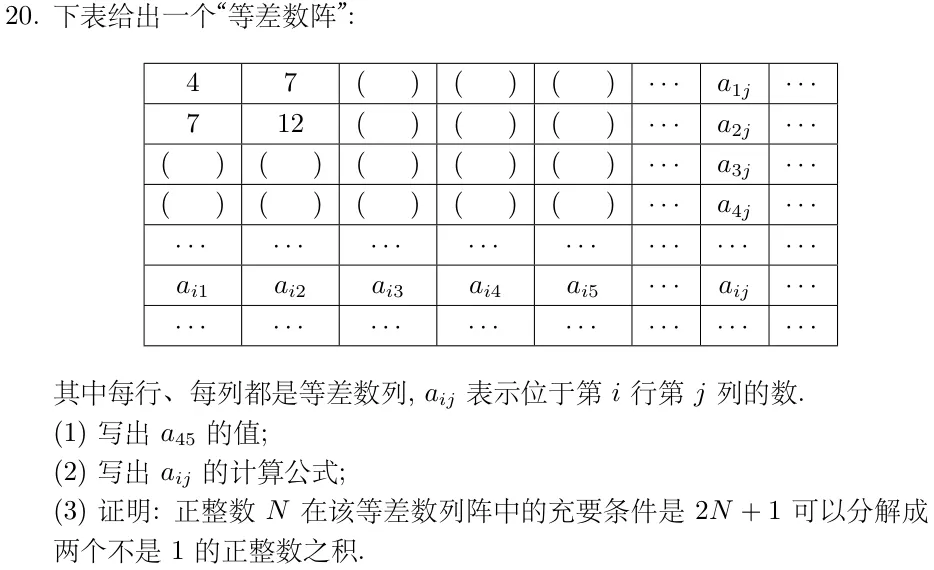 20. 下表给出一个“等差数阵”:
4 7 ( ) ( ) ( ) ··· a_{1j} ···
7 12 ( ) ( ) ( ) ··· a_{2j} ···
( ) ( ) ( ) ( ) ( ) ··· a_{3j} ···
( ) ( ) ( ) ( ) ( ) ··· a_{4j} ···
··· ··· ··· ··· ··· ··· ··· ···
a_{i1} a_{i2} a_{i3} a_{i4} a_{i5} ··· a_{ij} ···
··· ··· ··· ··· ··· ··· ··· ···
其中每行、每列都是等差数列, a_{ij} 表示位于第 i 行第 j 列的数.
(1) 写出 a_{45} 的值;
(2) 写出 a_{ij} 的计算公式;
(3) 证明: 正整数 N 在该等差数列阵中的充要条件是 2N + 1 可以分解成
两个不是 1 的正整数之积.